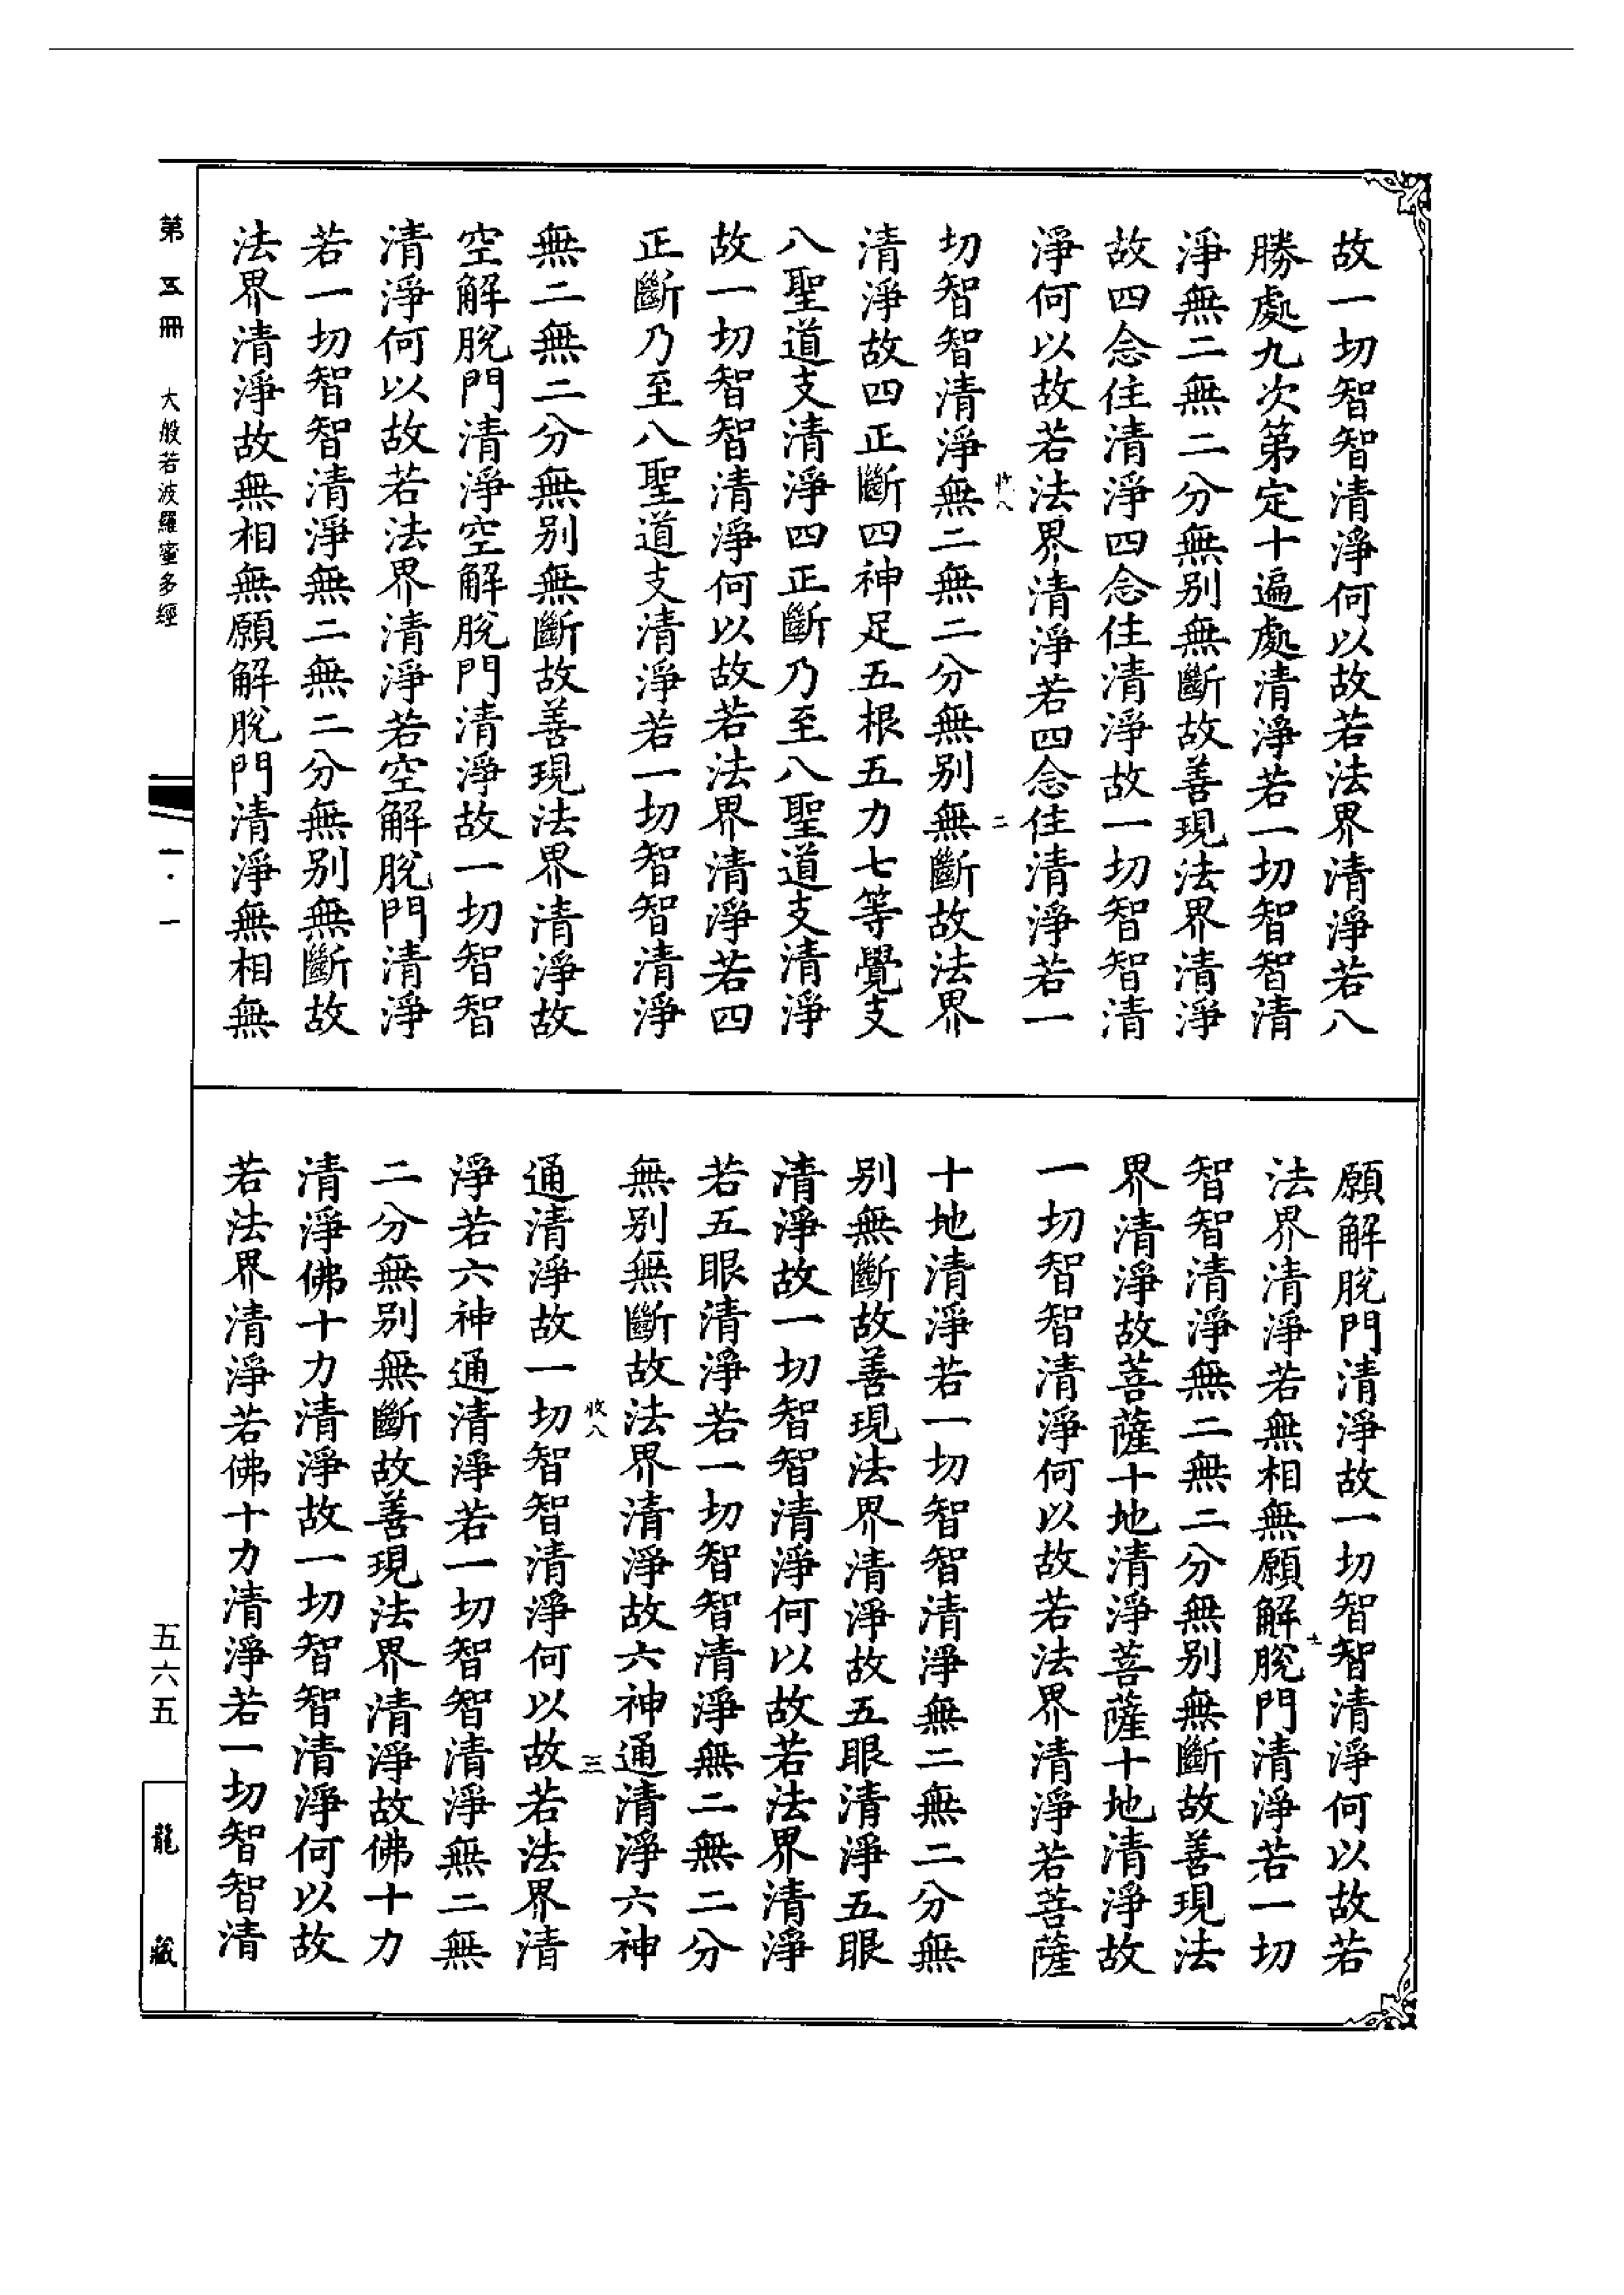 故一切智智清淨何以故若法界清淨若八
勝處九次第定十遍處清淨若一切智智清
淨無二無二分無别無斷故善現法界清淨
故四念住清淨四念住清淨故一切智智清
淨何以故若法界清淨若四念住清淨若一
收八 二
切智智清淨無二無二分無别無斷故法界
清淨故四正斷四神足五根五力七等覺支
八聖道支清淨四正斷乃至八聖道支清淨
故一切智智清淨何以故若法界清淨若四
正斷乃至八聖道支清淨若一切智智清淨
無二無二分無别無斷故善現法界清淨故
空解脫門清淨空解脫門清淨故一切智智
清淨何以故若法界清淨若空解脫門清淨
若一切智智清淨無二無二分無别無斷故
法界清淨故無相無願解脫門清淨無相無
願解脫門清淨故一切智智清淨何以故若
法界清淨若無相無願解脫門清淨若一切
智智清淨無二無二分無别無斷故善現法
界清淨故菩薩十地清淨菩薩十地清淨故
一切智智清淨何以故若法界清淨若菩薩
十地清淨若一切智智清淨無二無二分無
别無斷故善現法界清淨故五眼清淨五眼
清淨故一切智智清淨何以故若法界清淨
若五眼清淨若一切智智清淨無二無二分
無别無斷故法界清淨故六神通清淨六神
收八 三
通清淨故一切智智清淨何以故若法界清
淨若六神通清淨若一切智智清淨無二無
二分無别無斷故善現法界清淨故佛十力
清淨佛十力清淨故一切智智清淨何以故
若法界清淨若佛十力清淨若一切智智清
第五冊 大般若波羅蜜多經
一·一
五六五
龍藏